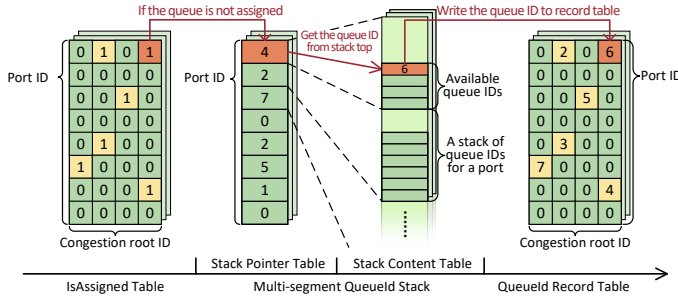 If the queue is not assigned
Get the queue ID
from stack top
Write the queue ID to record table
Port ID
0 1 0 1
0 0 0 0
0 0 1 0
0 0 0 0
0 1 0 0
1 0 0 0
0 0 0 1
0 0 0 0
Congestion root ID
Port ID
4
2
7
0
2
5
1
0
6
Available
queue IDs
A stack of
queue IDs
for a port
......
0 2 0 6
0 0 0 0
0 0 5 0
0 0 0 0
0 3 0 0
7 0 0 0
0 0 0 4
0 0 0 0
Port ID
Congestion root ID
Stack Pointer Table
Stack Content Table
IsAssigned Table
Multi-segment QueueId Stack
QueueId Record Table